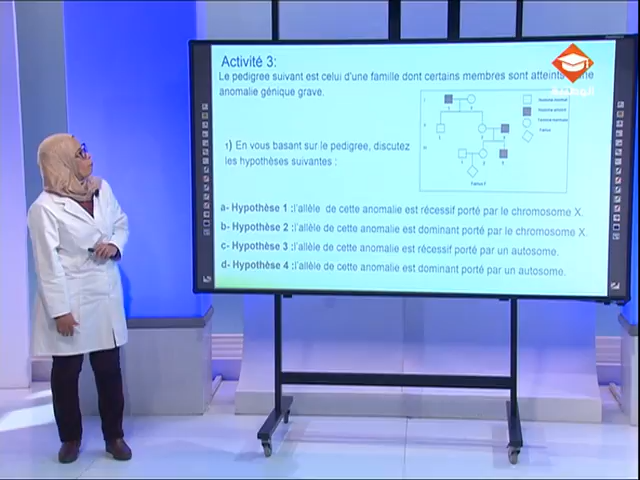 Activité 3:
Le pedigree suivant est celui d'une famille dont certains membres sont atteints
anomalie génique grave.
1) En vous basant sur le pedigree, discutez
les hypothèses suivantes :
a- Hypothèse 1 :l'allèle de cette anomalie est récessif porté par le chromosome X.
b- Hypothèse 2 :l'allèle de cette anomalie est dominant porté par le chromosome X
c- Hypothèse 3 :l'allèle de cette anomalie est récessif porté par un autosome.
d- Hypothèse 4 :l'allèle de cette anomalie est dominant porté par un autosome.
الوطنية